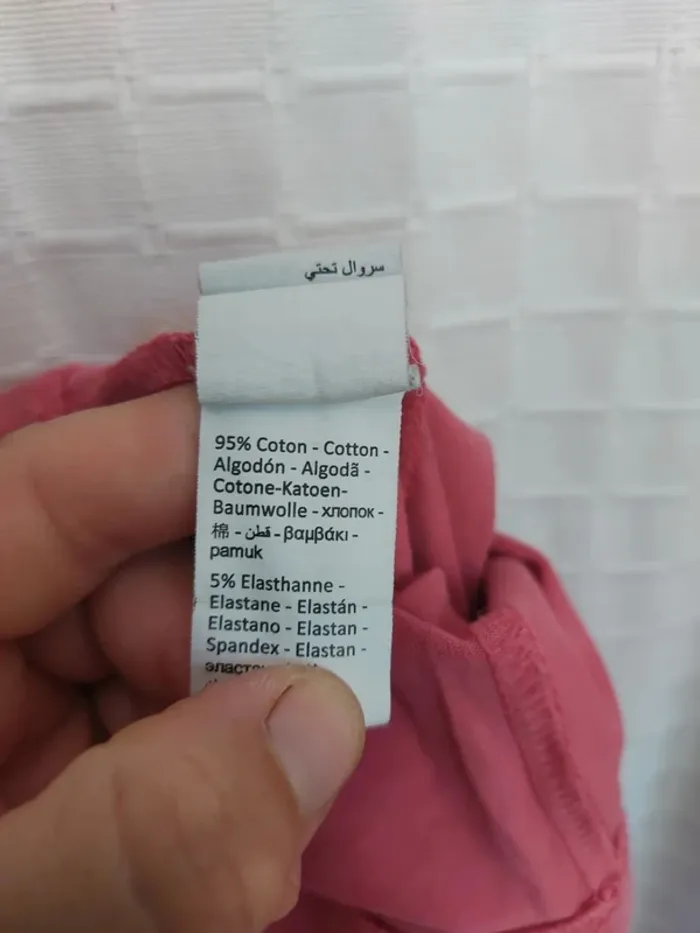 سروال تحتي
95% Coton - Cotton -
Algodón - Algodã -
Cotone-Katoen-
Baumwolle - хлопок -
棉 - قطن - βαμβάκι -
pamuk
5% Elasthanne -
Elastane - Elastán -
Elastano - Elastan -
Spandex - Elastan -